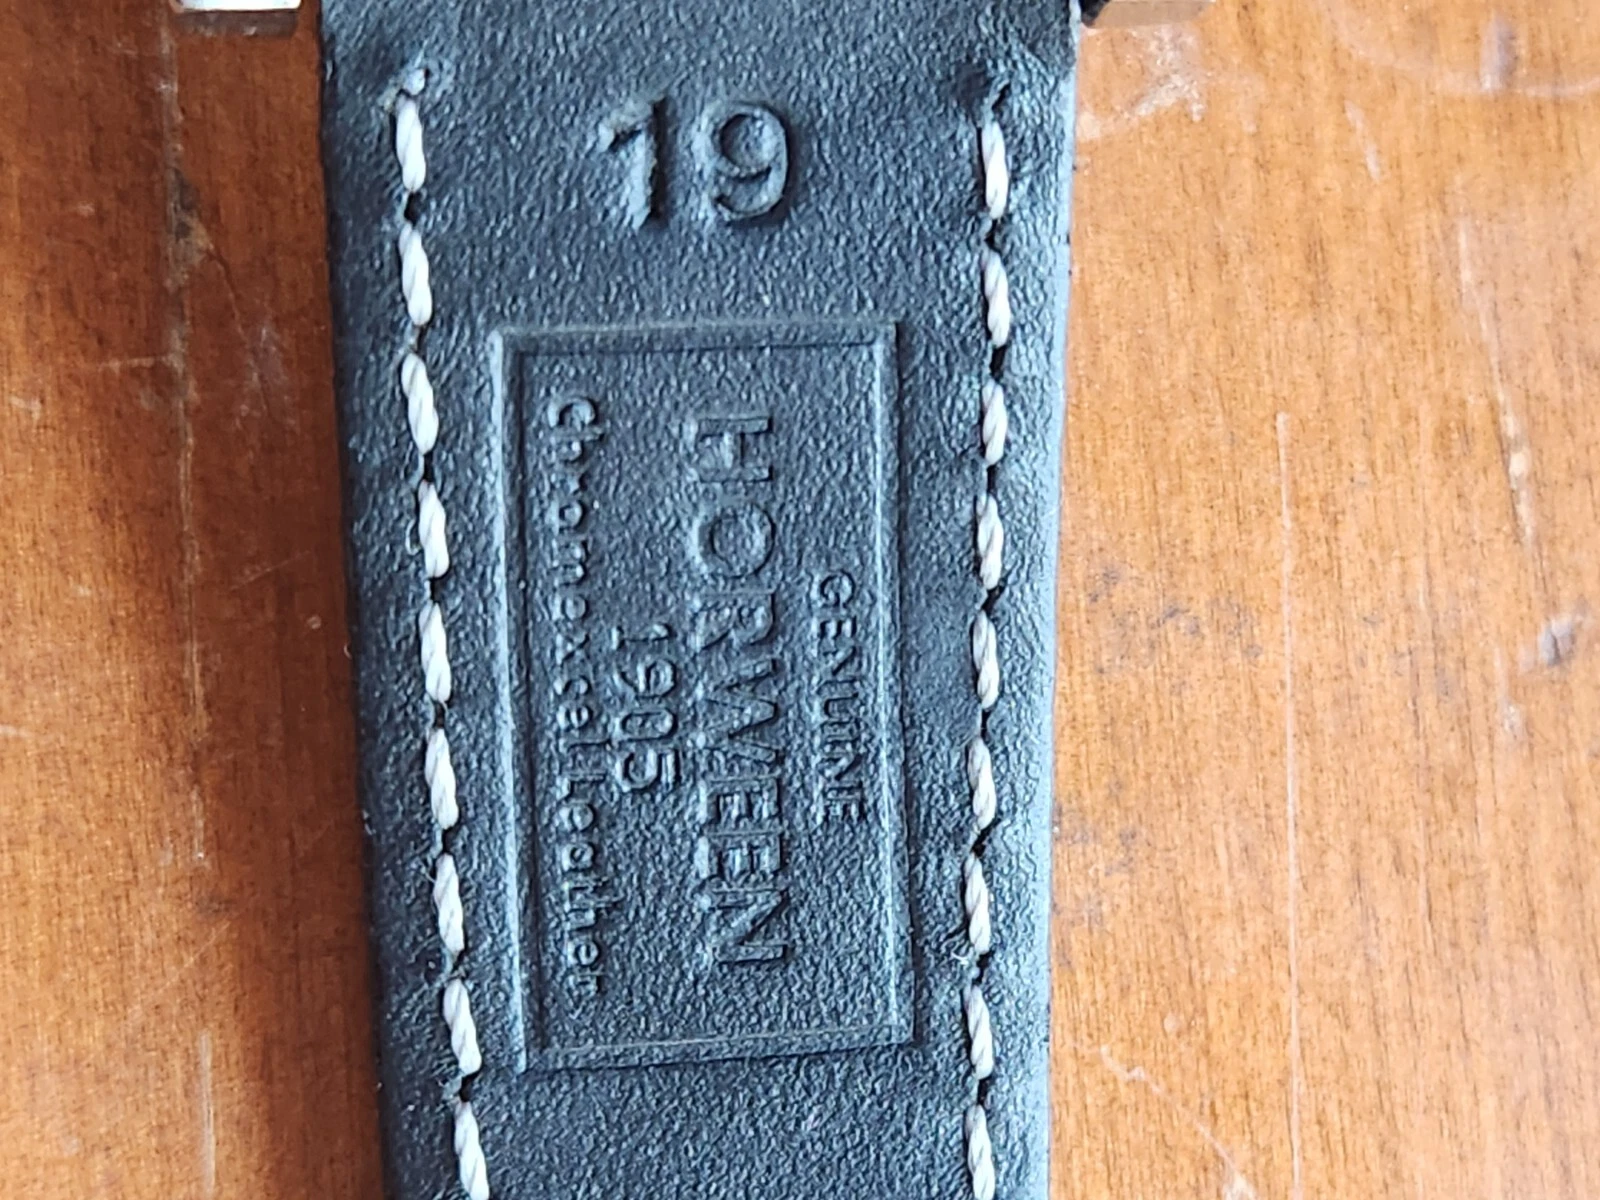 19
GENUINE
HORWEEN
1905
Chromexcel Leather